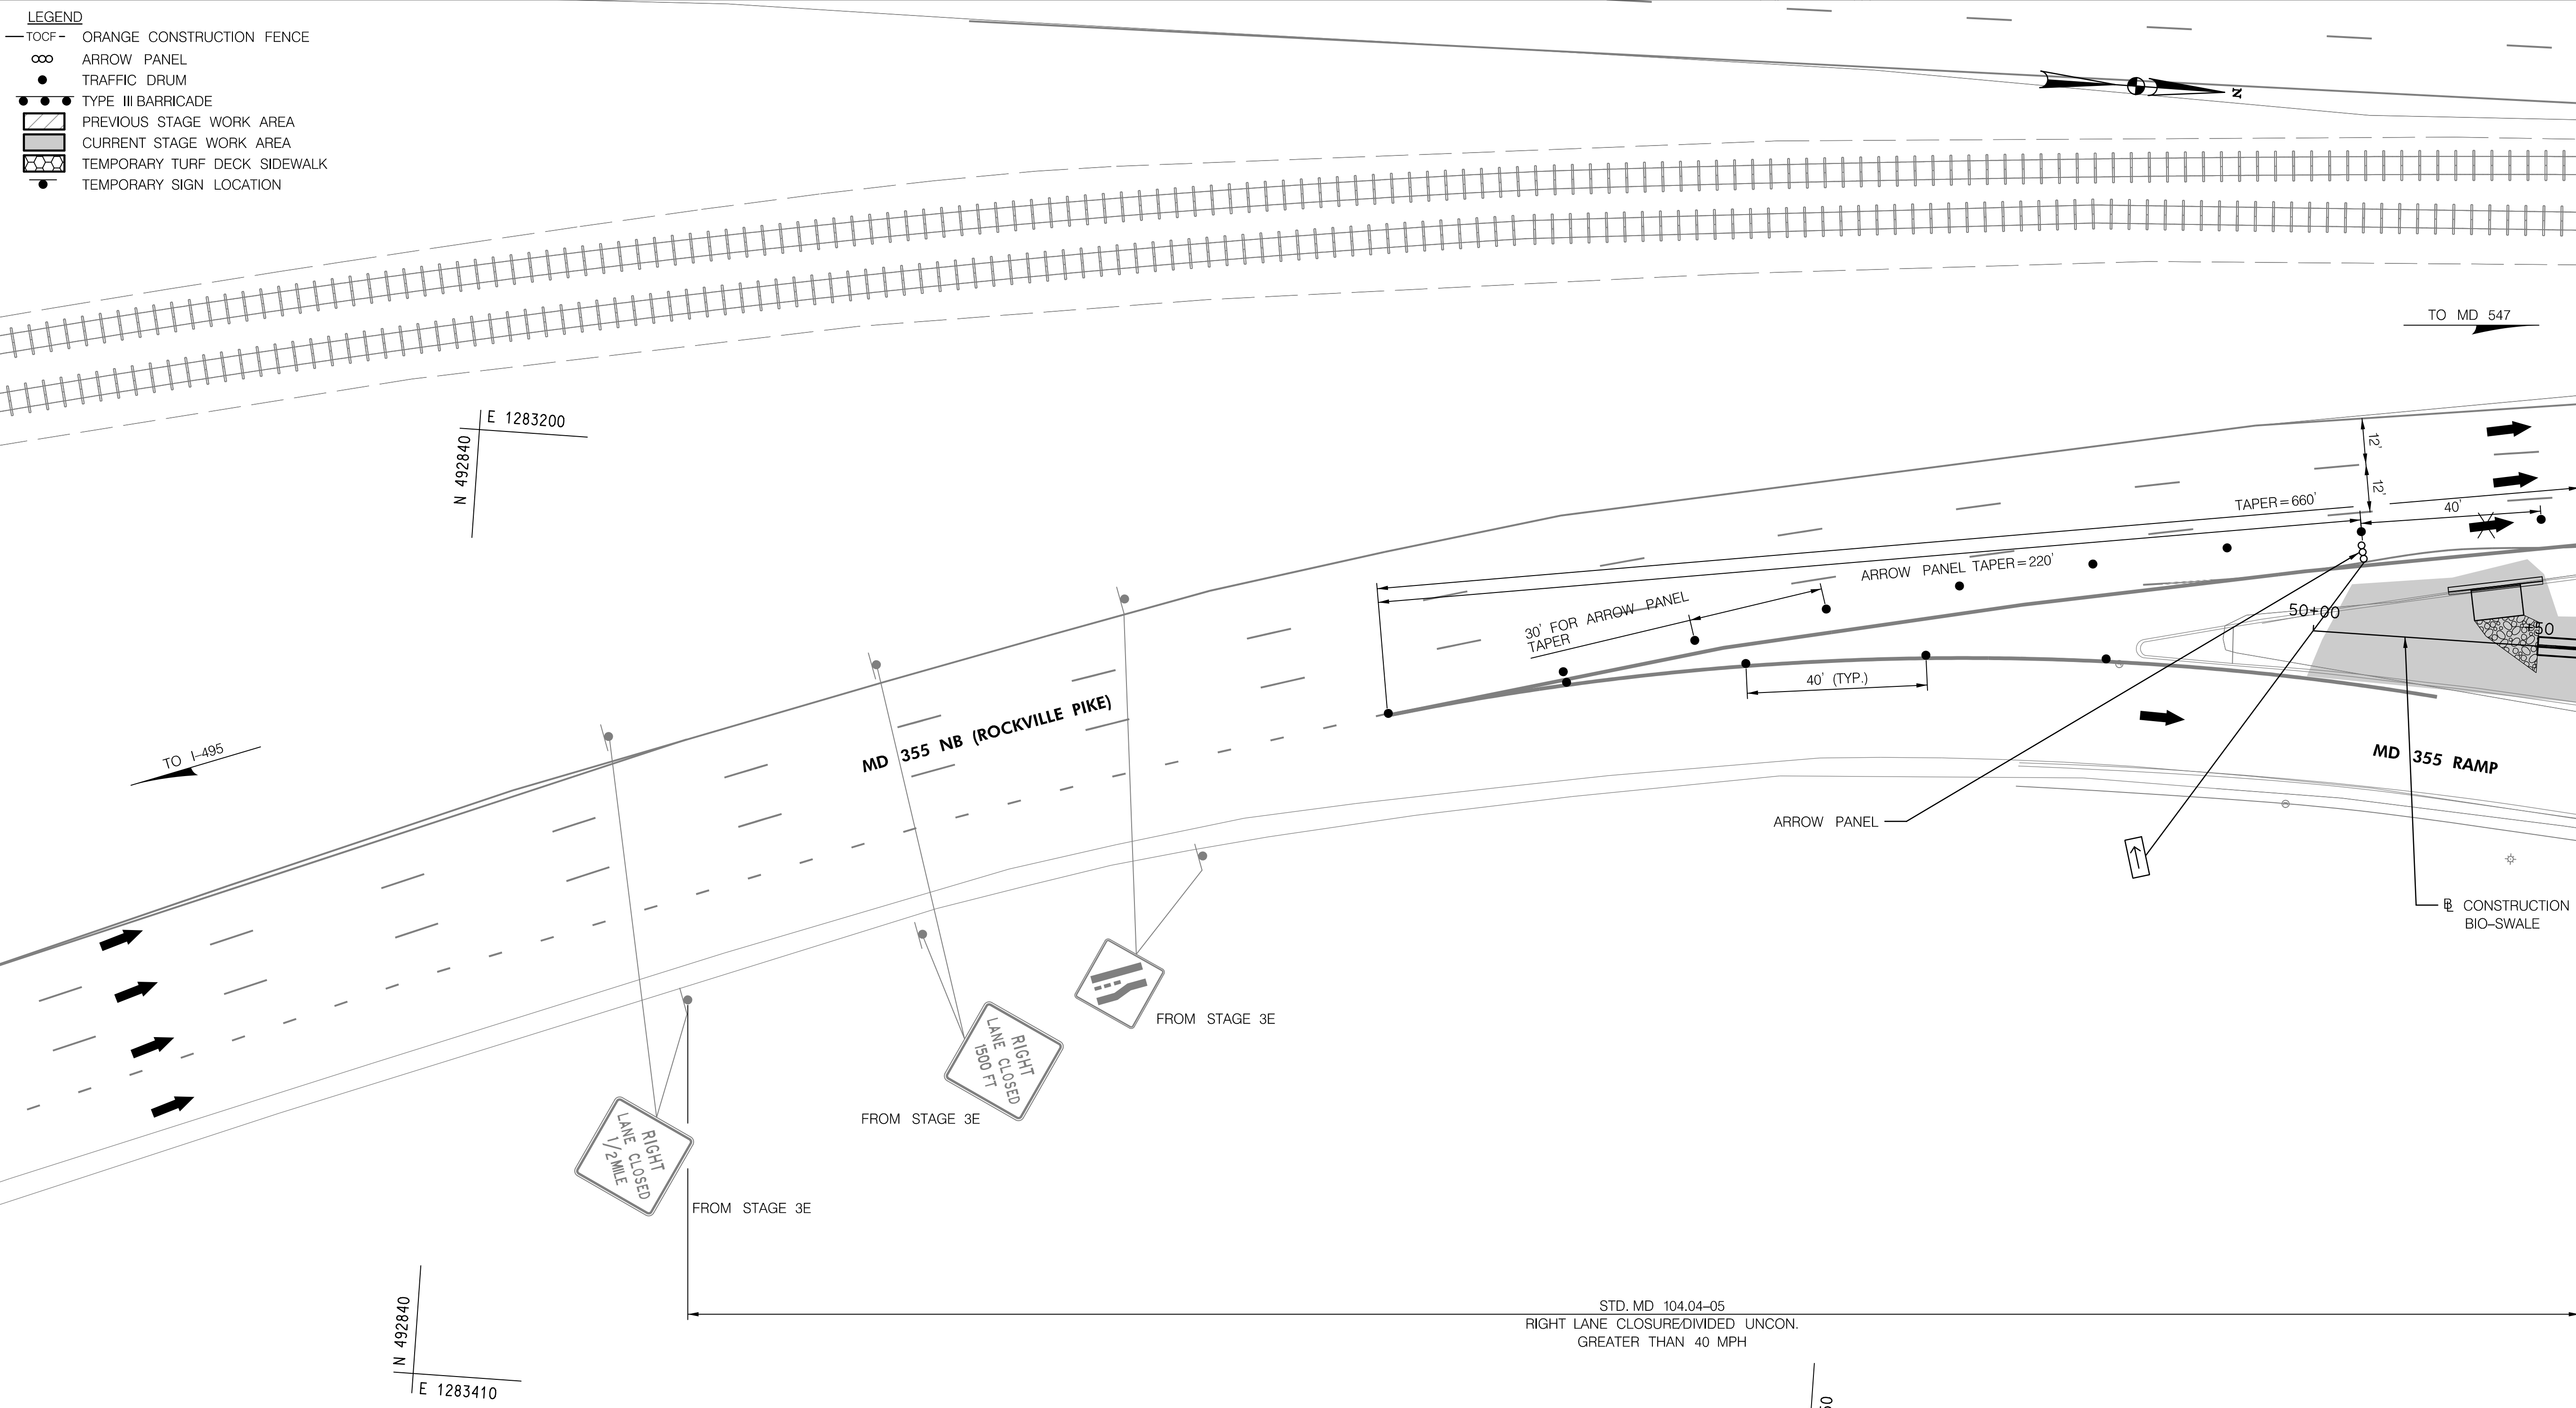 LEGEND
TOCF ORANGE CONSTRUCTION FENCE
ARROW PANEL
TRAFFIC DRUM
TYPE III BARRICADE
PREVIOUS STAGE WORK AREA
CURRENT STAGE WORK AREA
TEMPORARY TURF DECK SIDEWALK
TEMPORARY SIGN LOCATION
N
TO MD 547
E 1283200
N 492840
12'
12'
TAPER=660'
40'
ARROW PANEL TAPER=220'
30' FOR ARROW PANEL
TAPER
50+00
+50
40' (TYP.)
MD 355 NB (ROCKVILLE PIKE)
TO I-495
MD 355 RAMP
ARROW PANEL
BL CONSTRUCTION
BIO-SWALE
FROM STAGE 3E
RIGHT
LANE CLOSED
1500 FT
FROM STAGE 3E
RIGHT
LANE CLOSED
1/2 MILE
FROM STAGE 3E
STD. MD 104.04-05
RIGHT LANE CLOSURE/DIVIDED UNCON.
GREATER THAN 40 MPH
N 492840
E 1283410